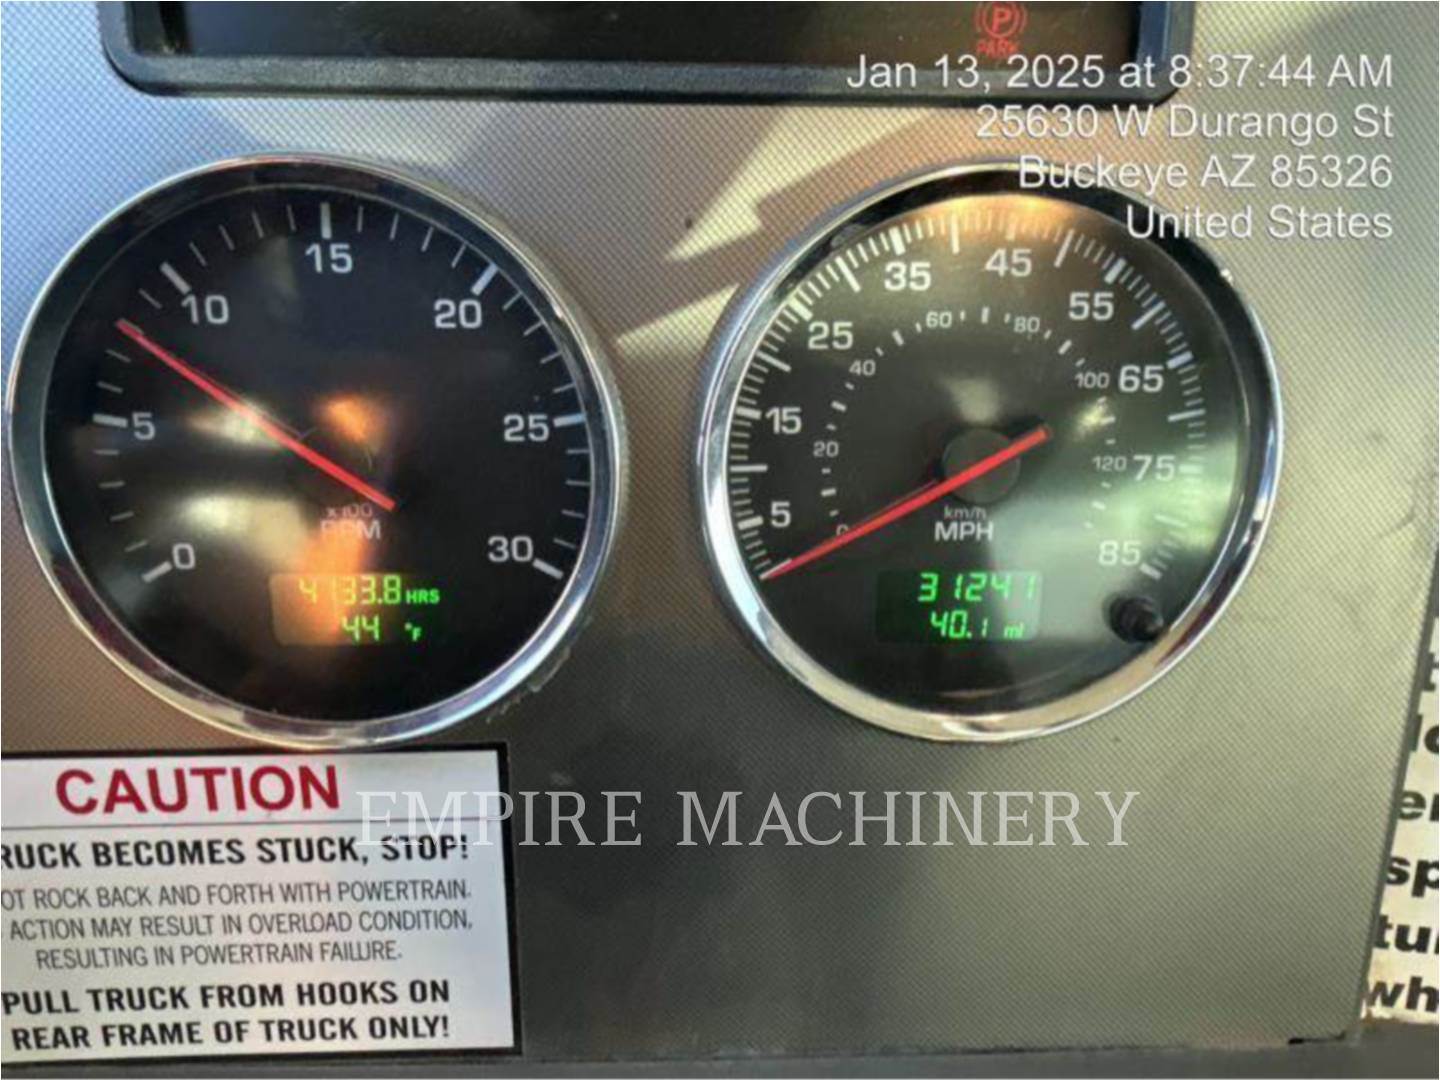 PARK
Jan 13, 2025 at 8:37:44 AM
25630 W Durango St
Buckeye AZ 85326
United States
0 5 10 15 20 25 30
x100
RPM
4133.8 HRS
44 °F
5 15 25 35 45 55 65 75 85
0 20 40 60 80 100 120
km/h
MPH
31241
40.1 mi
EMPIRE MACHINERY
CAUTION
RUCK BECOMES STUCK, STOP!
OT ROCK BACK AND FORTH WITH POWERTRAIN.
ACTION MAY RESULT IN OVERLOAD CONDITION,
RESULTING IN POWERTRAIN FAILURE.
PULL TRUCK FROM HOOKS ON
REAR FRAME OF TRUCK ONLY!